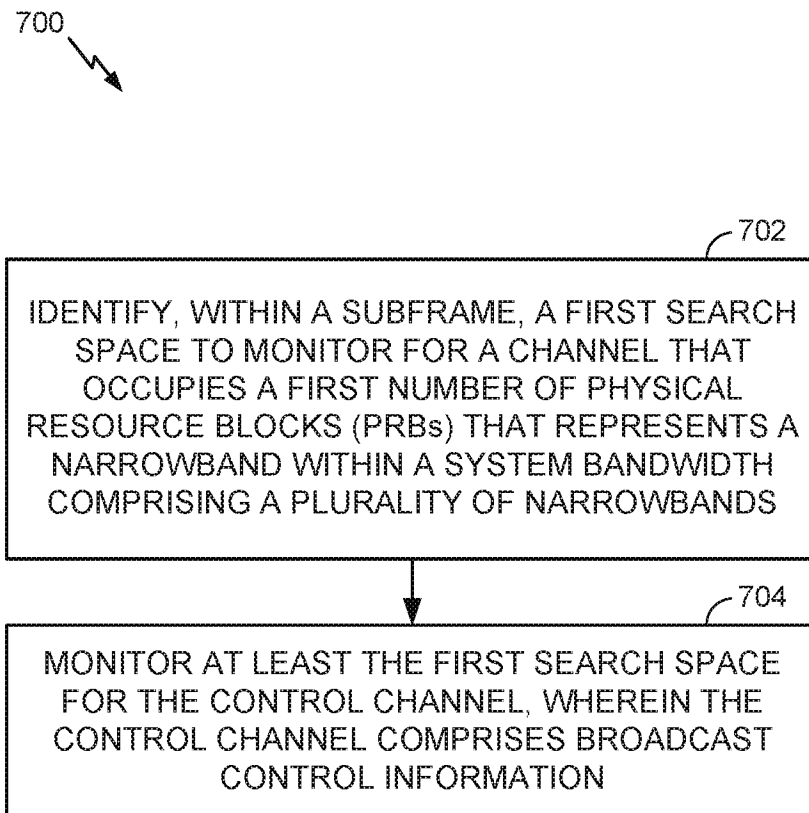 700
702
IDENTIFY, WITHIN A SUBFRAME, A FIRST SEARCH
SPACE TO MONITOR FOR A CHANNEL THAT
OCCUPIES A FIRST NUMBER OF PHYSICAL
RESOURCE BLOCKS (PRBs) THAT REPRESENTS A
NARROWBAND WITHIN A SYSTEM BANDWIDTH
COMPRISING A PLURALITY OF NARROWBANDS
704
MONITOR AT LEAST THE FIRST SEARCH SPACE
FOR THE CONTROL CHANNEL, WHEREIN THE
CONTROL CHANNEL COMPRISES BROADCAST
CONTROL INFORMATION